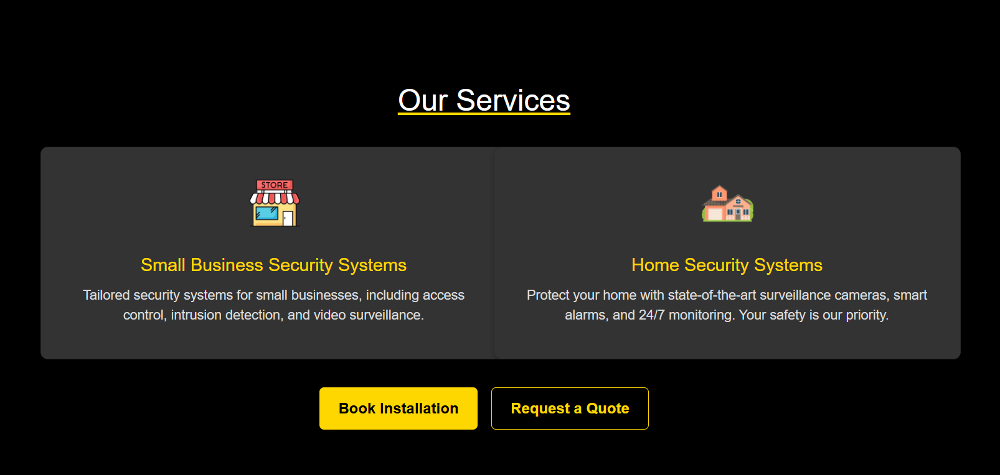 Our Services
STORE
Small Business Security Systems
Tailored security systems for small businesses, including access
control, intrusion detection, and video surveillance.
Home Security Systems
Protect your home with state-of-the-art surveillance cameras, smart
alarms, and 24/7 monitoring. Your safety is our priority.
Book Installation
Request a Quote